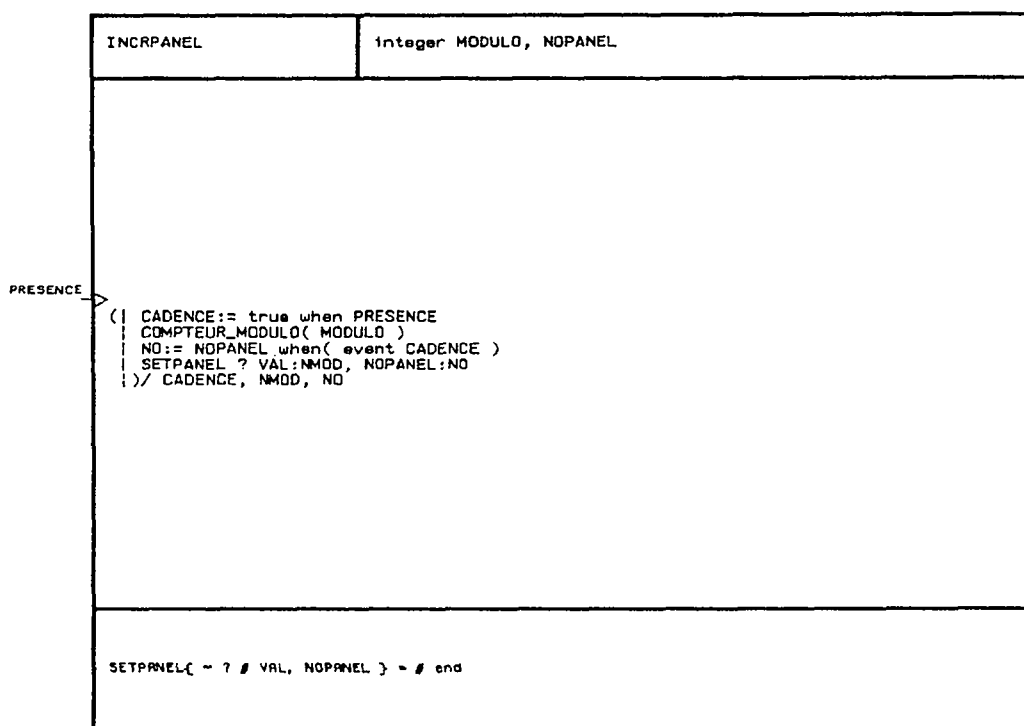 INCRPANEL
integer MODULO, NOPANEL
PRESENCE
(| CADENCE:= true when PRESENCE
| COMPTEUR_MODULO( MODULO )
| NO:= NOPANEL when( event CADENCE )
| SETPANEL ? VAL:NMOD, NOPANEL:NO
|)/ CADENCE, NMOD, NO
SETPANEL{ ~ ? # VAL, NOPANEL } = # end